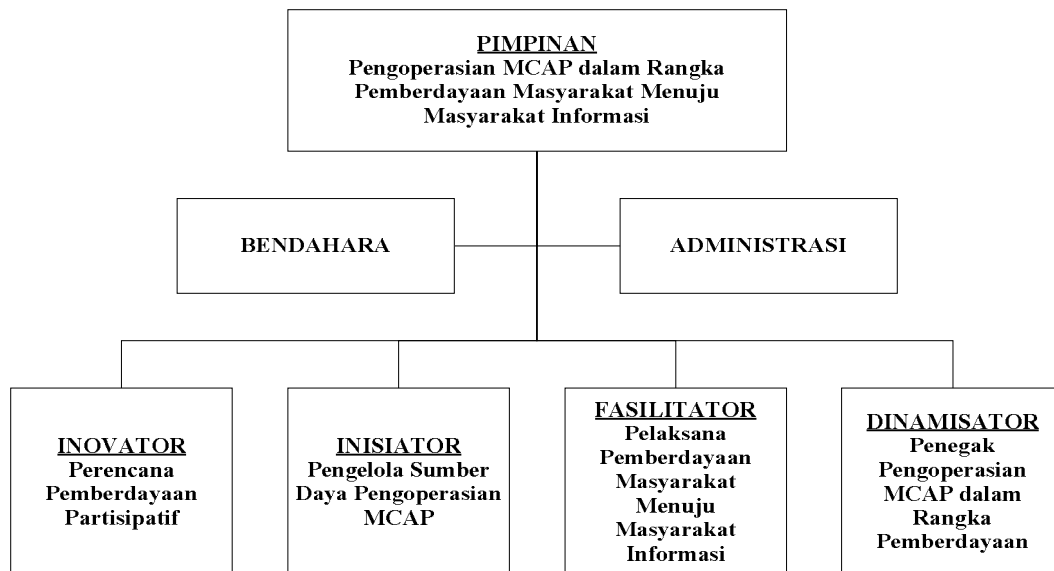 PIMPINAN
Pengoperasian MCAP dalam Rangka
Pemberdayaan Masyarakat Menuju
Masyarakat Informasi
BENDAHARA
ADMINISTRASI
INOVATOR
Perencana
Pemberdayaan
Partisipatif
INISIATOR
Pengelola Sumber
Daya Pengoperasian
MCAP
FASILITATOR
Pelaksana
Pemberdayaan
Masyarakat
Menuju
Masyarakat
Informasi
DINAMISATOR
Penegak
Pengoperasian
MCAP dalam
Rangka
Pemberdayaan